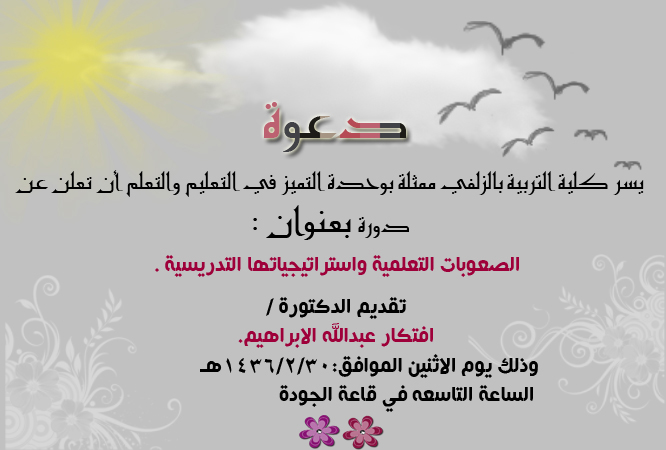 دعوة
يسر كلية التربية بالزلفي ممثلة بوحدة التميز في التعليم والتعلم أن تعلن عن
دورة بعنوان :
الصعوبات التعلمية واستراتيجياتها التدريسية .
تقديم الدكتورة /
افتكار عبدالله الابراهيم.
وذلك يوم الاثنين الموافق:١٤٣٦/٢/٣٠هـ
الساعة التاسعه في قاعة الجودة